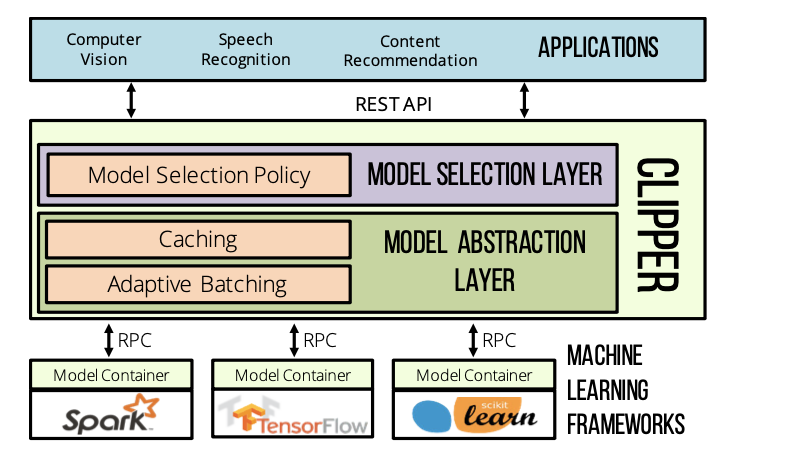 Computer
Vision
Speech
Recognition
Content
Recommendation
APPLICATIONS
REST API
Model Selection Policy
MODEL SELECTION LAYER
Caching
Adaptive Batching
MODEL ABSTRACTION
LAYER
CLIPPER
RPC
RPC
RPC
Model Container
Model Container
Model Container
Spark
TensorFlow
scikit
learn
MACHINE
LEARNING
FRAMEWORKS